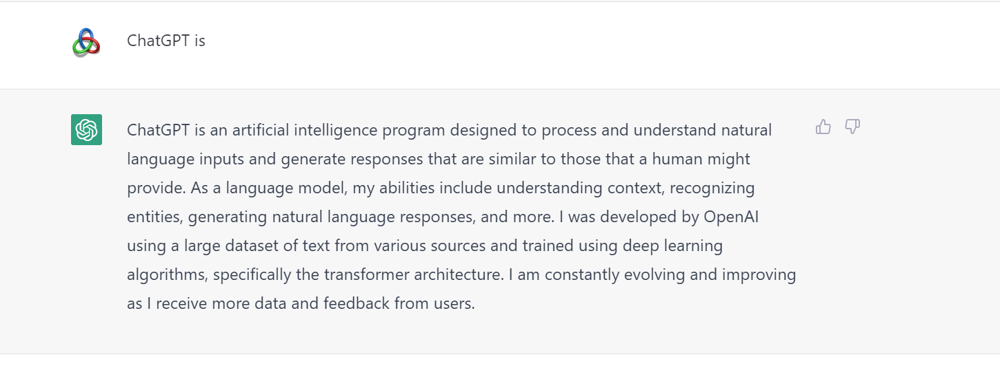 ChatGPT is
ChatGPT is an artificial intelligence program designed to process and understand natural
language inputs and generate responses that are similar to those that a human might
provide. As a language model, my abilities include understanding context, recognizing
entities, generating natural language responses, and more. I was developed by OpenAI
using a large dataset of text from various sources and trained using deep learning
algorithms, specifically the transformer architecture. I am constantly evolving and improving
as I receive more data and feedback from users.